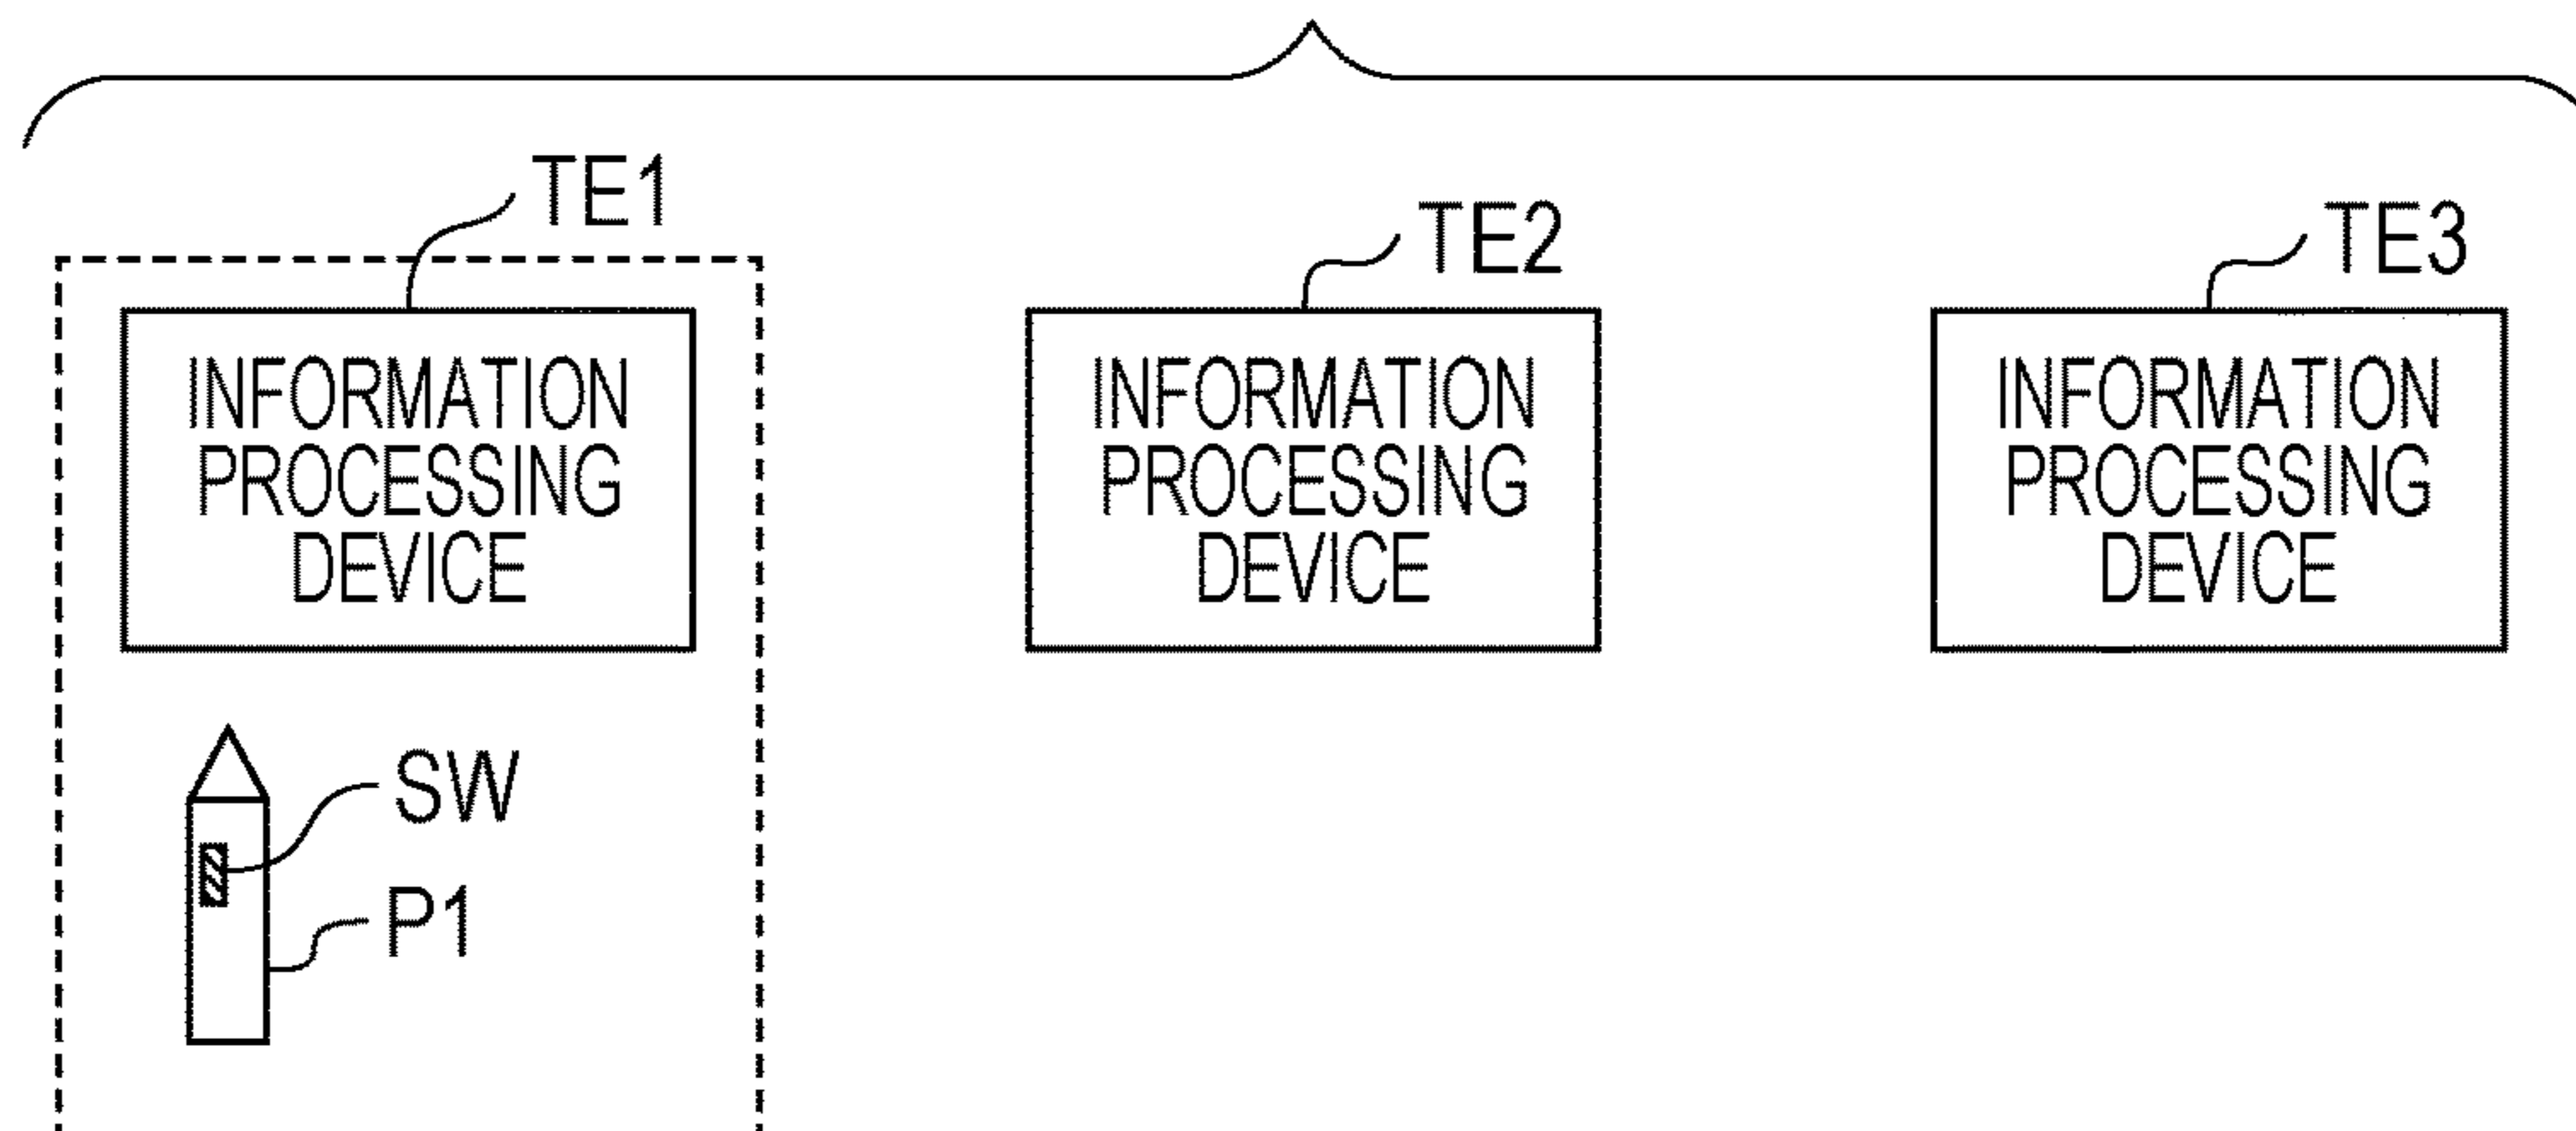 TE1
TE2
TE3
INFORMATION
PROCESSING
DEVICE
INFORMATION
PROCESSING
DEVICE
INFORMATION
PROCESSING
DEVICE
SW
P1